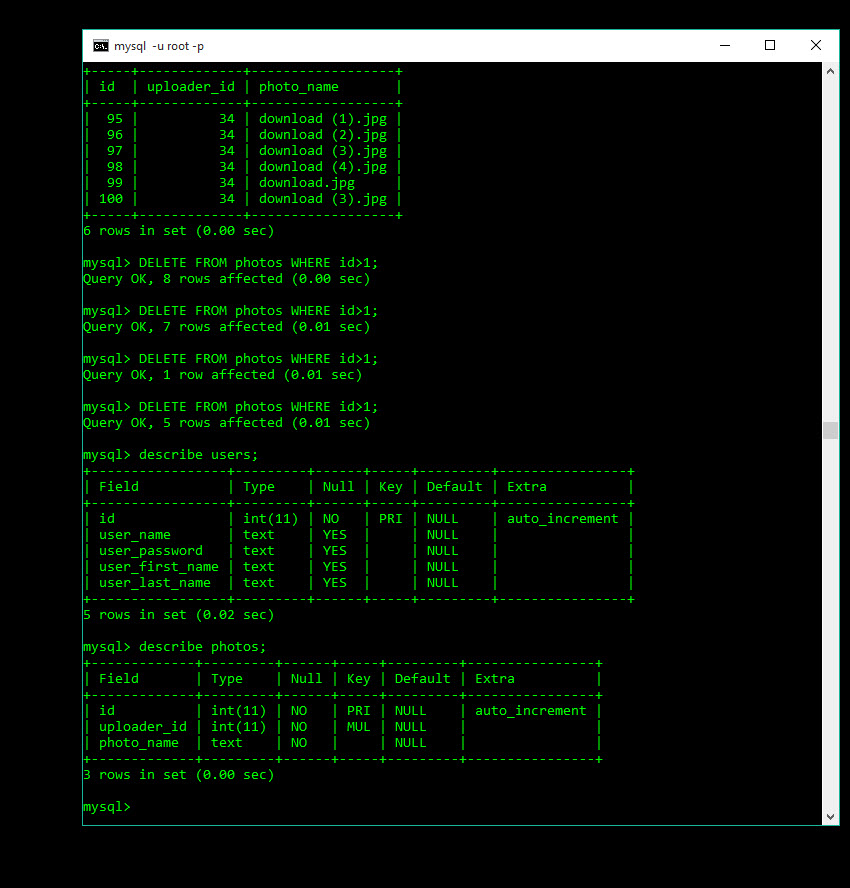 mysql  -u root -p
+-----+-------------+------------------+
| id  | uploader_id | photo_name       |
+-----+-------------+------------------+
|  95 |          34 | download (1).jpg |
|  96 |          34 | download (2).jpg |
|  97 |          34 | download (3).jpg |
|  98 |          34 | download (4).jpg |
|  99 |          34 | download.jpg     |
| 100 |          34 | download (3).jpg |
+-----+-------------+------------------+
6 rows in set (0.00 sec)
mysql> DELETE FROM photos WHERE id>1;
Query OK, 8 rows affected (0.00 sec)
mysql> DELETE FROM photos WHERE id>1;
Query OK, 7 rows affected (0.01 sec)
mysql> DELETE FROM photos WHERE id>1;
Query OK, 1 row affected (0.01 sec)
mysql> DELETE FROM photos WHERE id>1;
Query OK, 5 rows affected (0.01 sec)
mysql> describe users;
+-----------------+---------+------+-----+---------+----------------+
| Field           | Type    | Null | Key | Default | Extra          |
+-----------------+---------+------+-----+---------+----------------+
| id              | int(11) | NO   | PRI | NULL    | auto_increment |
| user_name       | text    | YES  |     | NULL    |                |
| user_password   | text    | YES  |     | NULL    |                |
| user_first_name | text    | YES  |     | NULL    |                |
| user_last_name  | text    | YES  |     | NULL    |                |
+-----------------+---------+------+-----+---------+----------------+
5 rows in set (0.02 sec)
mysql> describe photos;
+-------------+---------+------+-----+---------+----------------+
| Field       | Type    | Null | Key | Default | Extra          |
+-------------+---------+------+-----+---------+----------------+
| id          | int(11) | NO   | PRI | NULL    | auto_increment |
| uploader_id | int(11) | NO   | MUL | NULL    |                |
| photo_name  | text    | NO   |     | NULL    |                |
+-------------+---------+------+-----+---------+----------------+
3 rows in set (0.00 sec)
mysql>